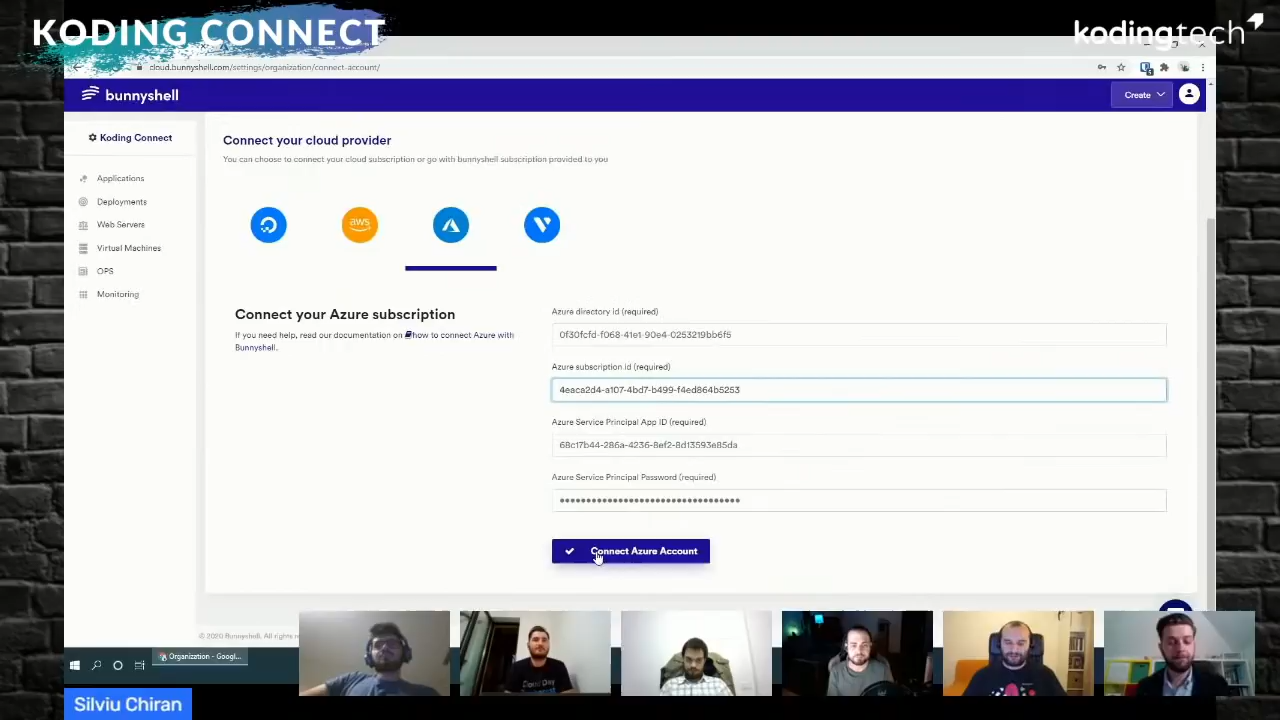 KODING CONNECT
kodingtech
cloud.bunnyshell.com/settings/organization/connect-account/
bunnyshell
Create
Koding Connect
Applications
Deployments
Web Servers
Virtual Machines
OPS
Monitoring
Connect your cloud provider
You can choose to connect your cloud subscription or go with bunnyshell subscription provided to you
aws
Connect your Azure subscription
If you need help, read our documentation on how to connect Azure with
Bunnyshell.
Azure directory id (required)
0f30fcfd-f068-41e1-90e4-0253219bb6f5
Azure subscription id (required)
4eaca2d4-a107-4bd7-b499-f4ed864b5253
Azure Service Principal App ID (required)
68c17b44-286a-4236-8ef2-8d13593e85da
Azure Service Principal Password (required)
Connect Azure Account
© 2020 Bunnyshell. All rights
Organization - Googl...
Silviu Chiran